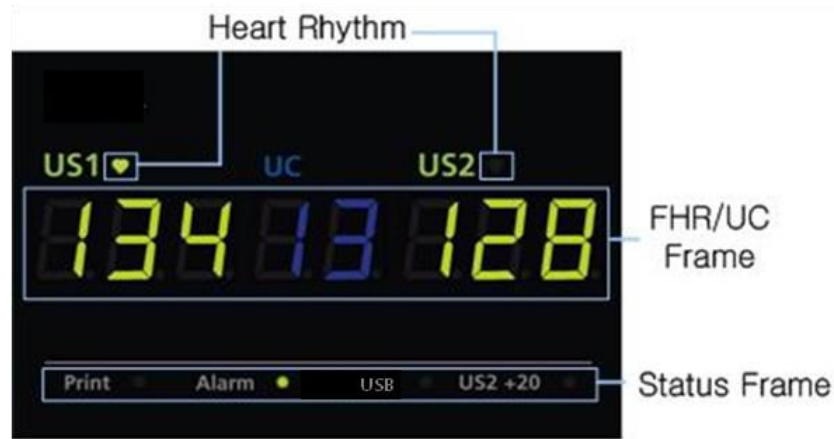 Heart Rhythm
US1 UC US2
134 13 128
FHR/UC
Frame
Print Alarm USB US2 +20
Status Frame